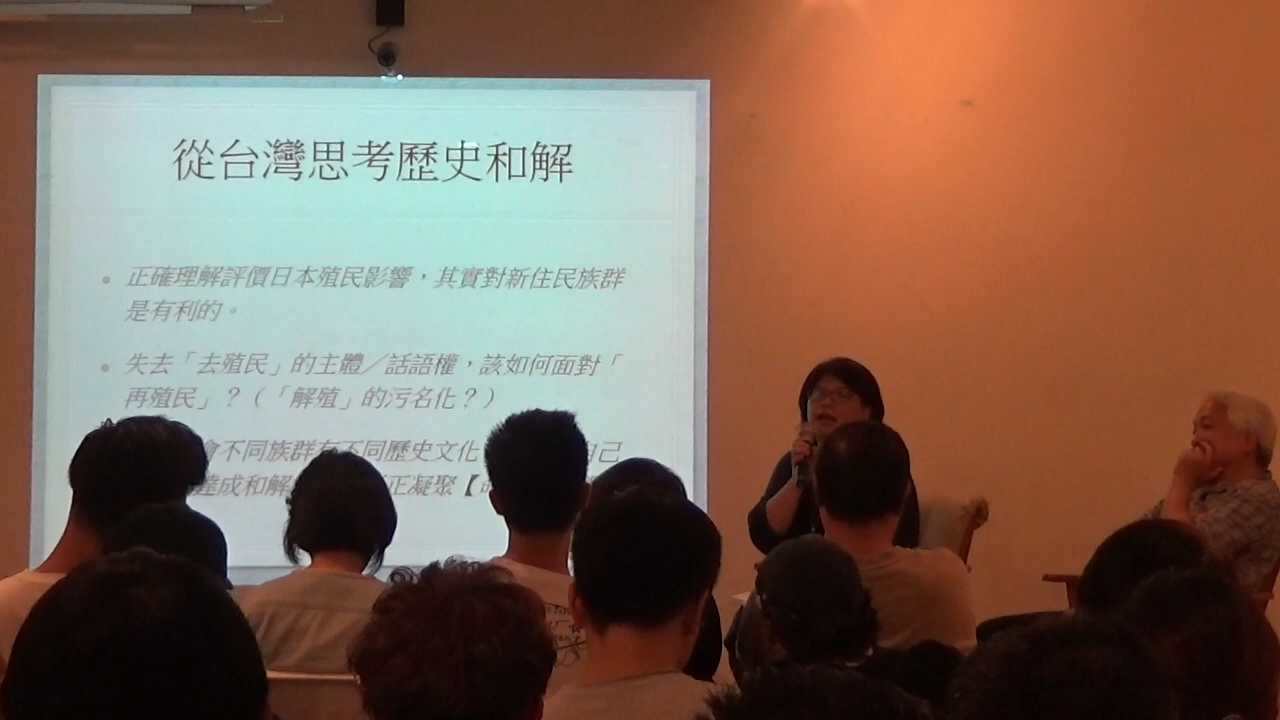 從台灣思考歷史和解
正確理解評價日本殖民影響,其實對新住民族群
是有利的。
失去「去殖民」的主體/話語權,該如何面對「
再殖民」?(「解殖」的污名化?)
會不同族群有不同歷史文化 自己
達成和解 正凝聚【命